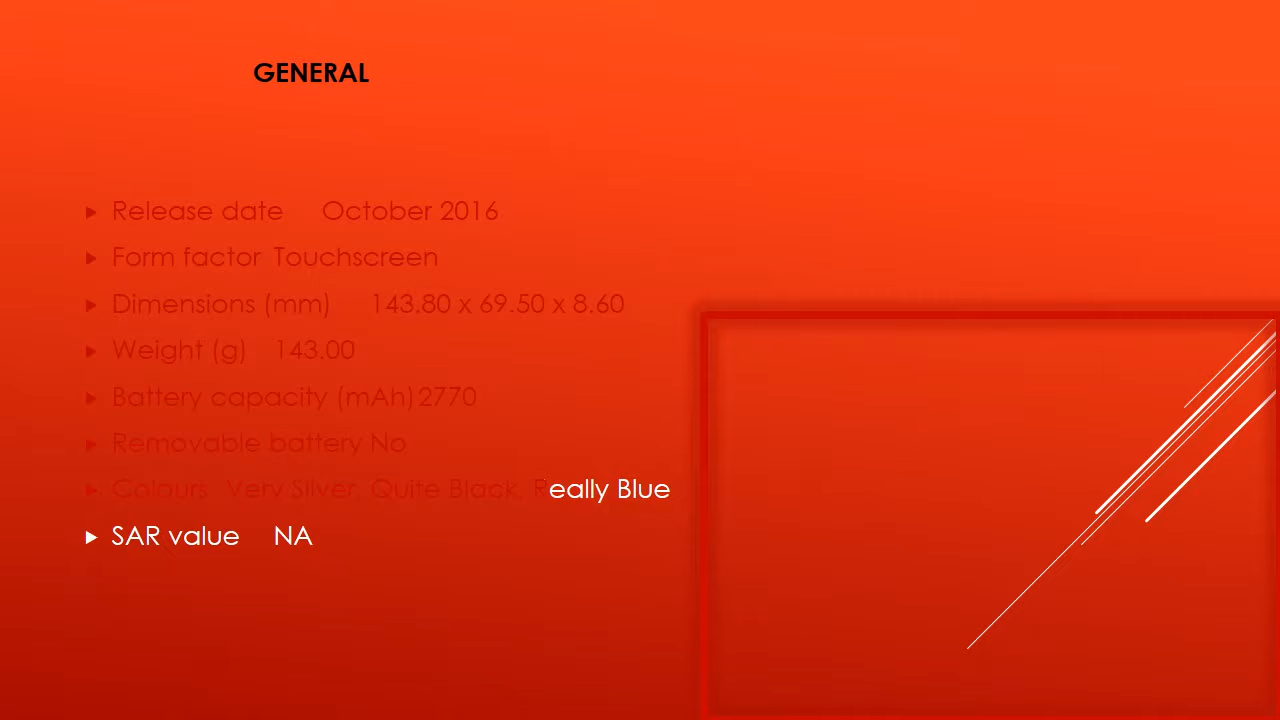 GENERAL
Release date October 2016
Form factor Touchscreen
Dimensions (mm) 143.80 x 69.50 x 8.60
Weight (g) 143.00
Battery capacity (mAh) 2770
Removable battery No
Colours Very Silver, Quite Black, Really Blue
SAR value NA